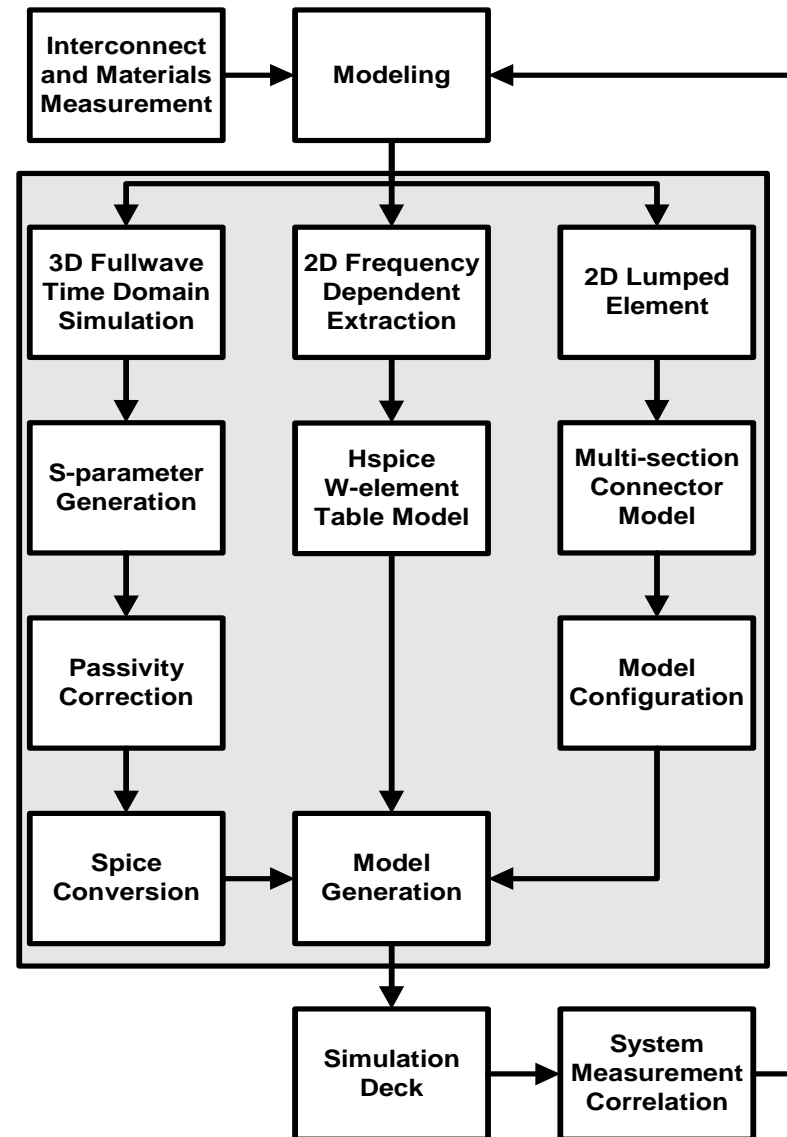 Interconnect
and Materials
Measurement
Modeling
3D Fullwave
Time Domain
Simulation
2D Frequency
Dependent
Extraction
2D Lumped
Element
S-parameter
Generation
Hspice
W-element
Table Model
Multi-section
Connector
Model
Passivity
Correction
Model
Configuration
Spice
Conversion
Model
Generation
Simulation
Deck
System
Measurement
Correlation